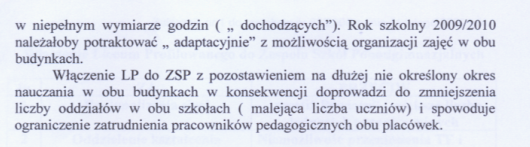 w niepełnym wymiarze godzin ( „ dochodzących"). Rok szkolny 2009/2010
należałoby potraktować „ adaptacyjnie" z możliwością organizacji zajęć w obu
budynkach.
Włączenie LP do ZSP z pozostawieniem na dłużej nie określony okres
nauczania w obu budynkach w konsekwencji doprowadzi do zmniejszenia
liczby oddziałów w obu szkołach ( malejąca liczba uczniów) i spowoduje
ograniczenie zatrudnienia pracowników pedagogicznych obu placówek.